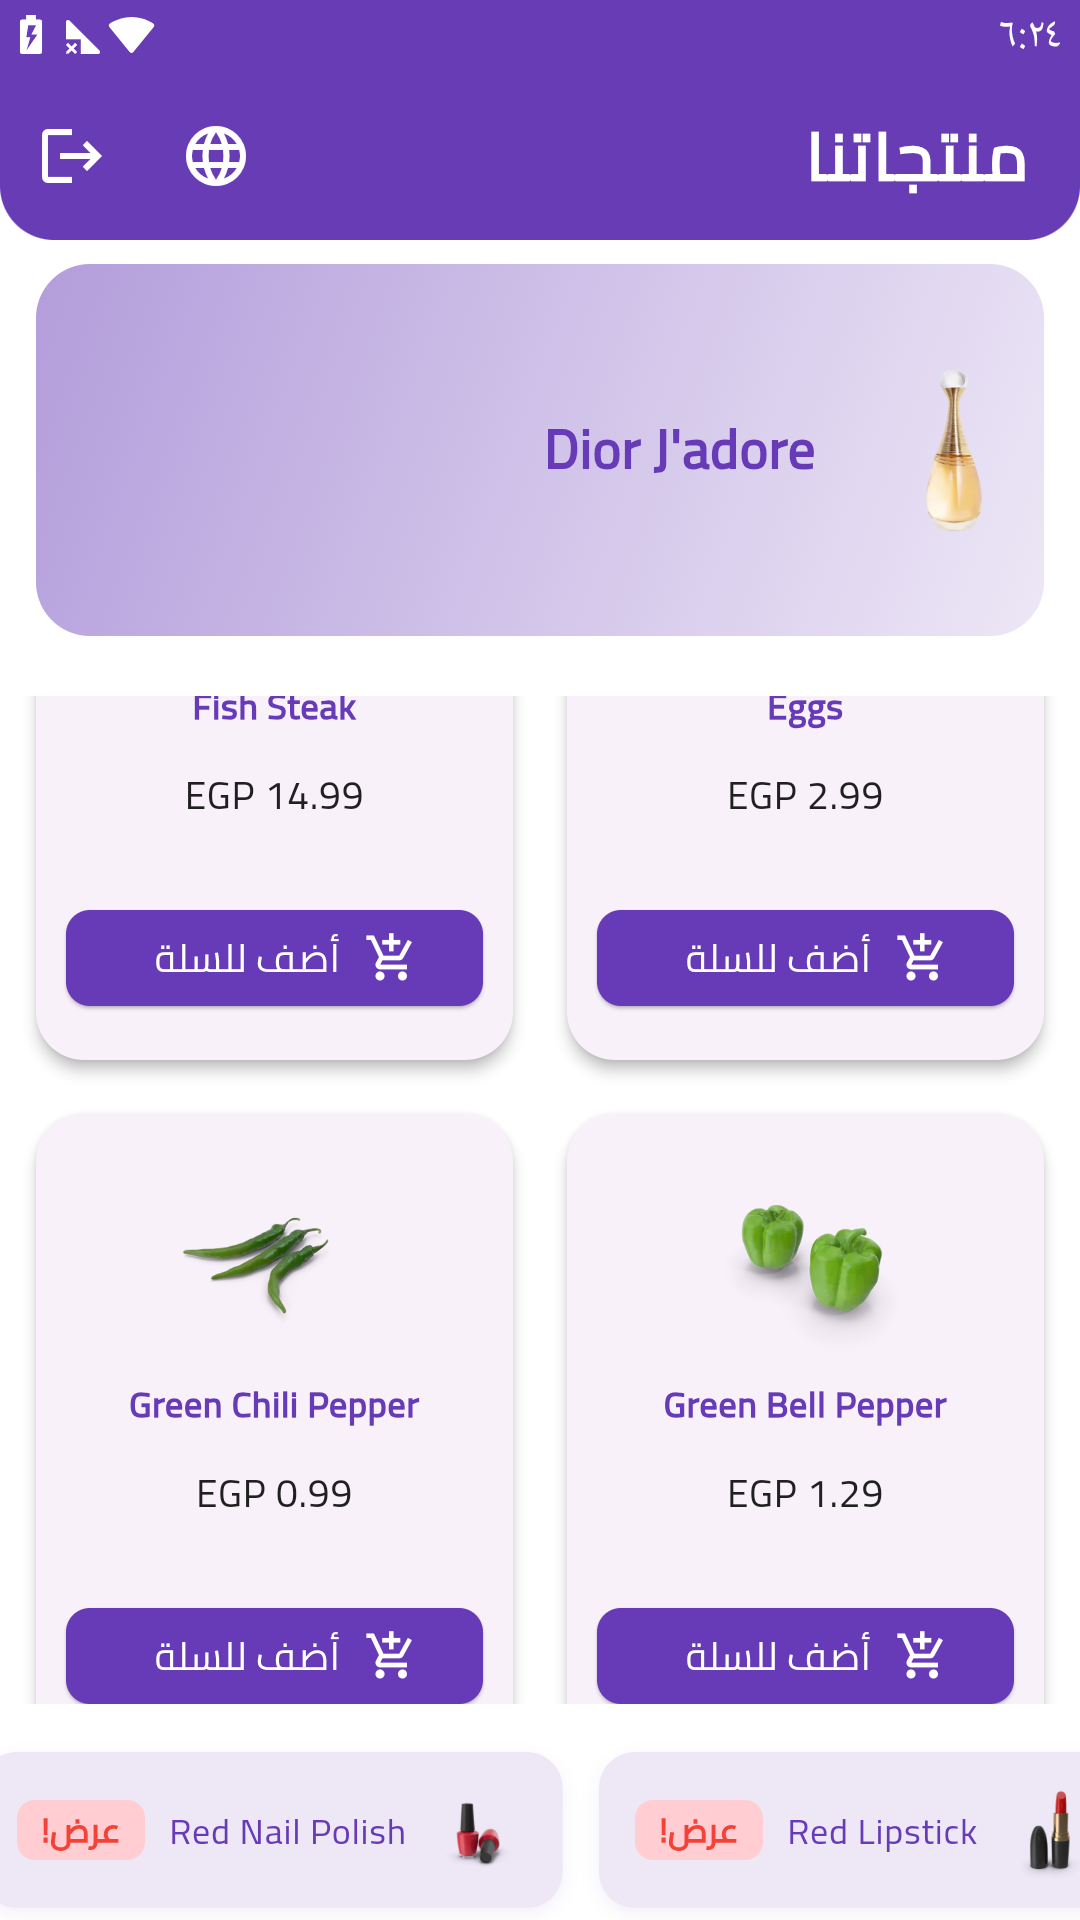 ٦:٢٤
منتجاتنا
Dior J'adore
Fish Steak
Eggs
EGP 14.99
EGP 2.99
أضف للسلة
أضف للسلة
Green Chili Pepper
Green Bell Pepper
EGP 0.99
EGP 1.29
أضف للسلة
أضف للسلة
Red Lipstick
عرض!
Red Nail Polish
عرض!